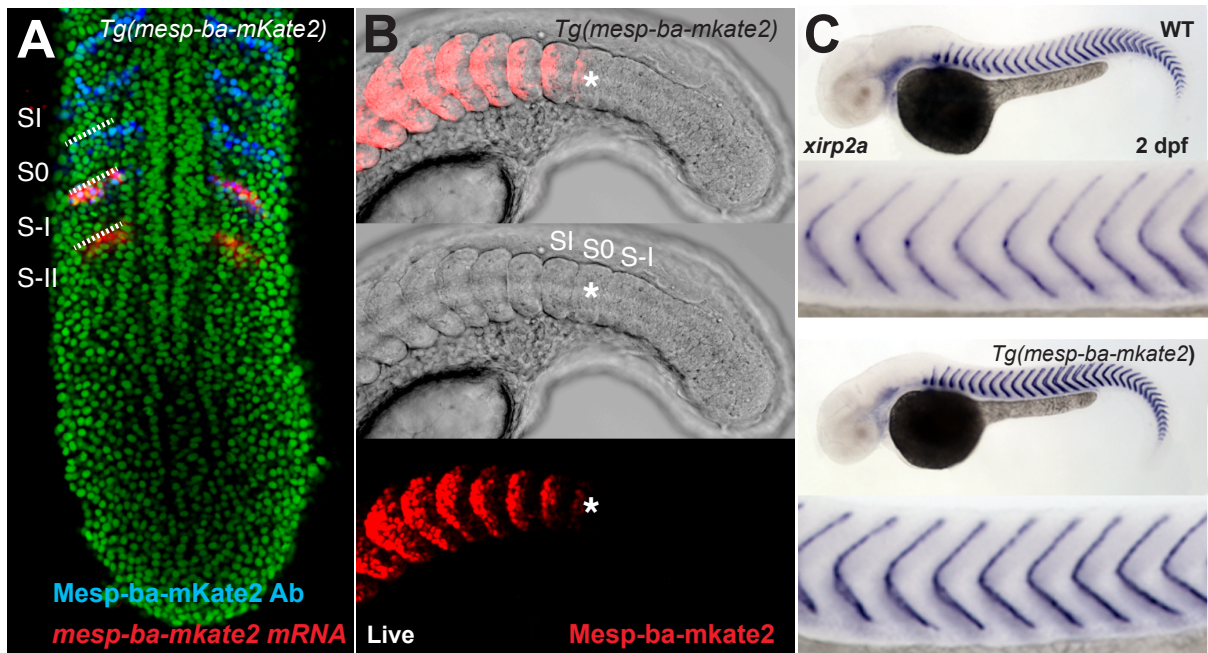 A
Tg(mesp-ba-mKate2)
SI
S0
S-I
S-II
Mesp-ba-mKate2 Ab
mesp-ba-mkate2 mRNA
B
Tg(mesp-ba-mkate2)
*
SI S0 S-I
*
*
Live
Mesp-ba-mkate2
C
WT
xirp2a
2 dpf
Tg(mesp-ba-mkate2)